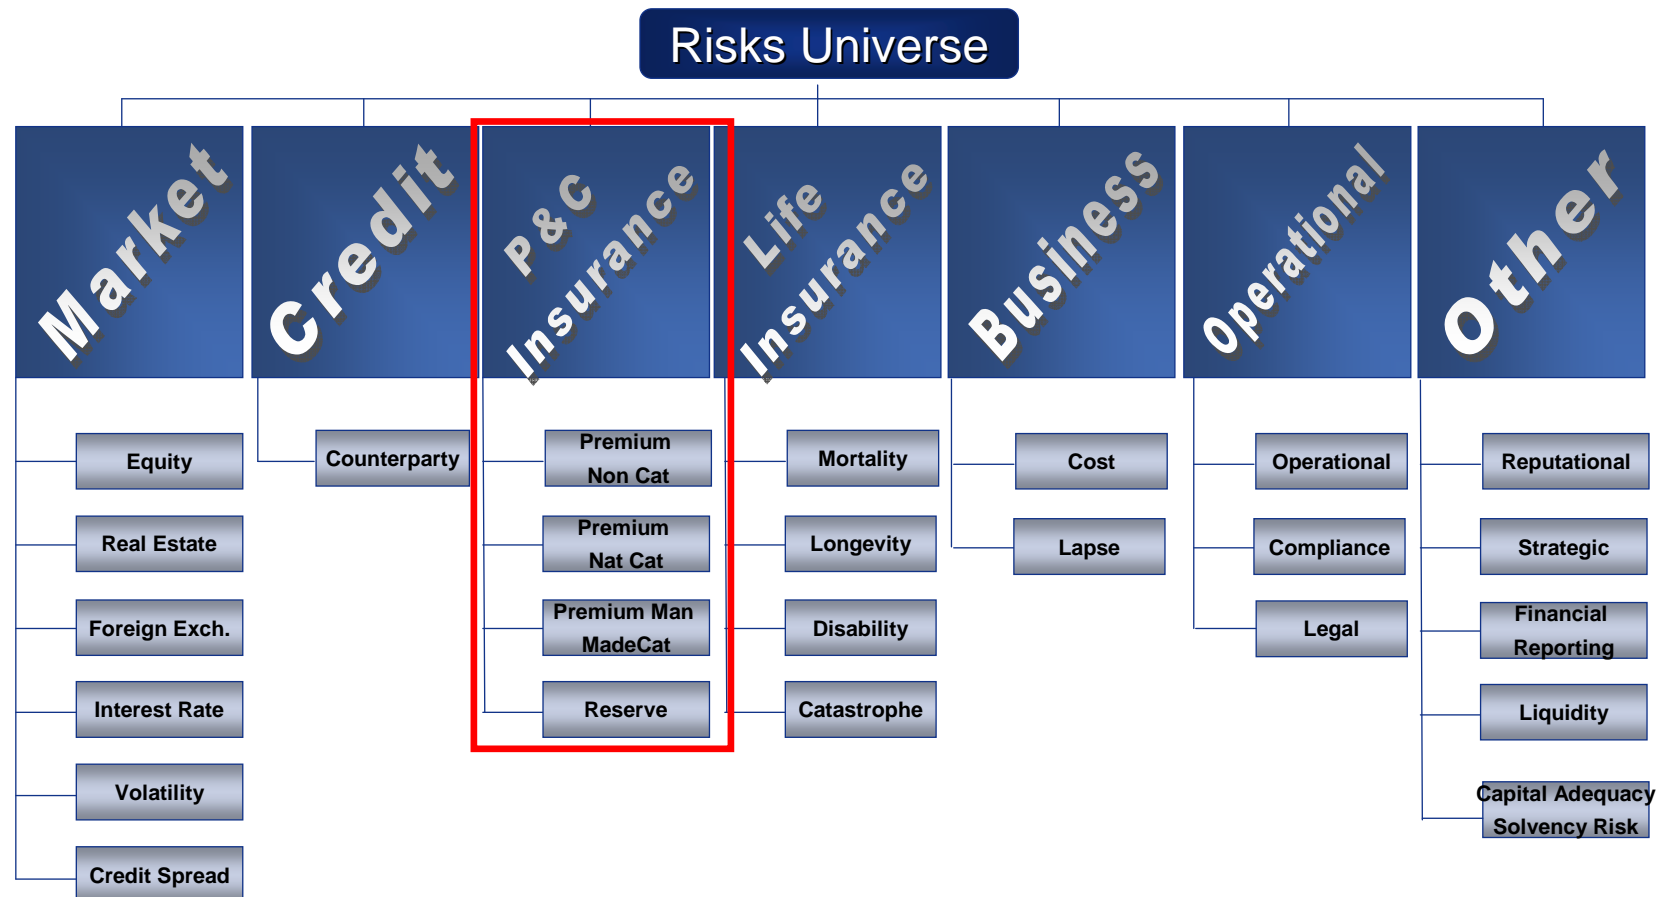 Risks Universe
Market
Credit
P&C
Insurance
Life
Insurance
Business
Operational
Other
Equity
Real Estate
Foreign Exch.
Interest Rate
Volatility
Credit Spread
Counterparty
Premium
Non Cat
Premium
Nat Cat
Premium Man
MadeCat
Reserve
Mortality
Longevity
Disability
Catastrophe
Cost
Lapse
Operational
Compliance
Legal
Reputational
Strategic
Financial
Reporting
Liquidity
Capital Adequacy
Solvency Risk